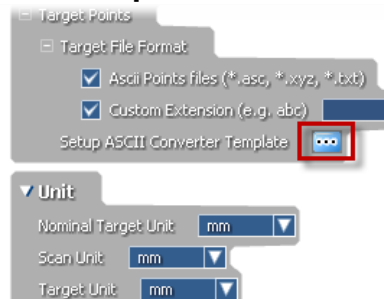 Target Points
Target File Format
Ascii Points files (*.asc, *.xyz, *.txt)
Custom Extension (e.g. abc)
Setup ASCII Converter Template
Unit
Nominal Target Unit mm
Scan Unit mm
Target Unit mm